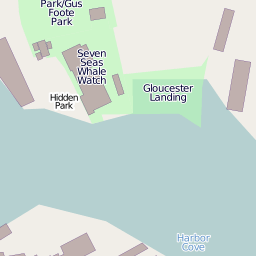 Park/Gus
Foote
Park
Seven
Seas
Whale
Watch
Hidden
Park
Gloucester
Landing
Harbor
Cove